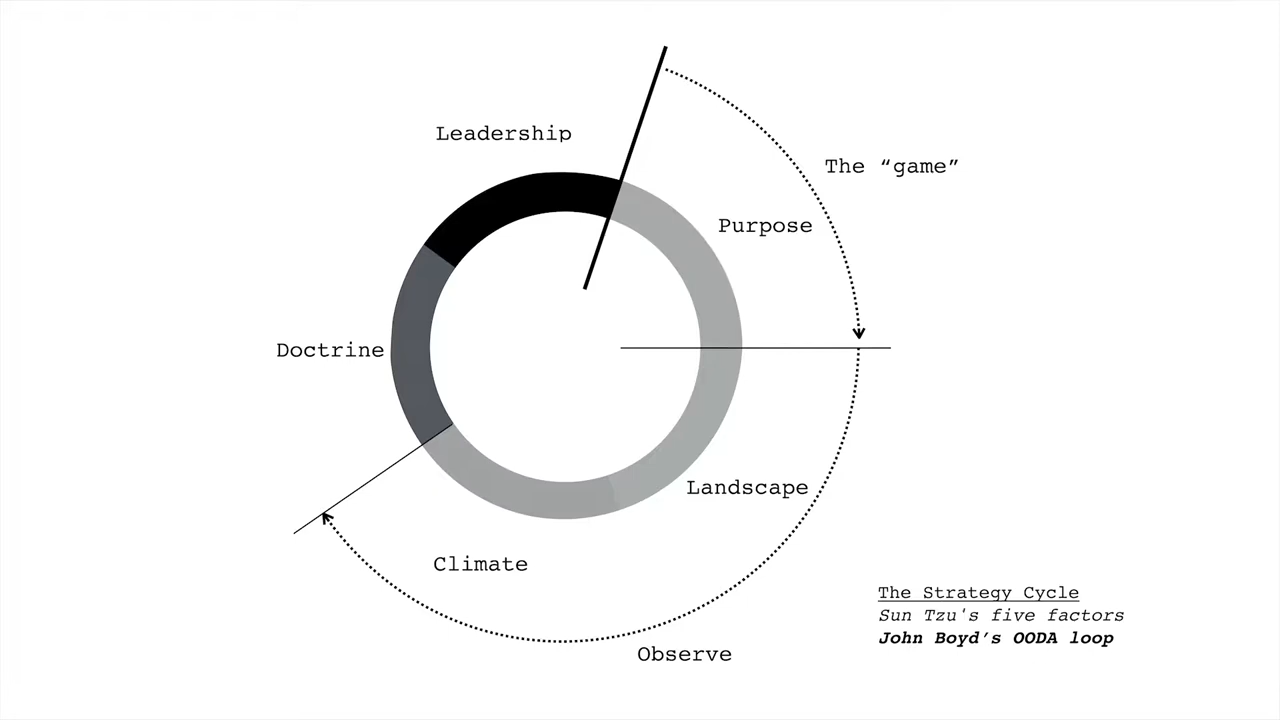 Leadership
The “game”
Purpose
Doctrine
Landscape
Climate
Observe
The Strategy Cycle
Sun Tzu's five factors
John Boyd’s OODA loop